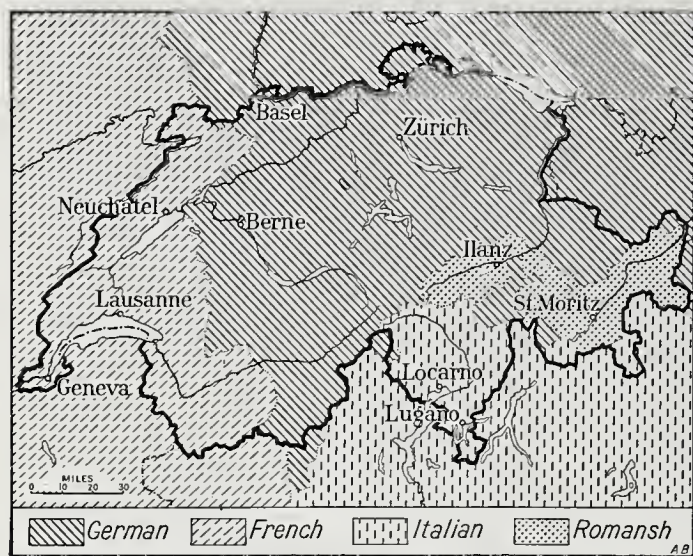 Basel
Zürich
Neuchâtel
Berne
Ilanz
St. Moritz
Lausanne
Geneva
Locarno
Lugano
MILES
0 10 20 30
German French Italian Romansh
A.B.